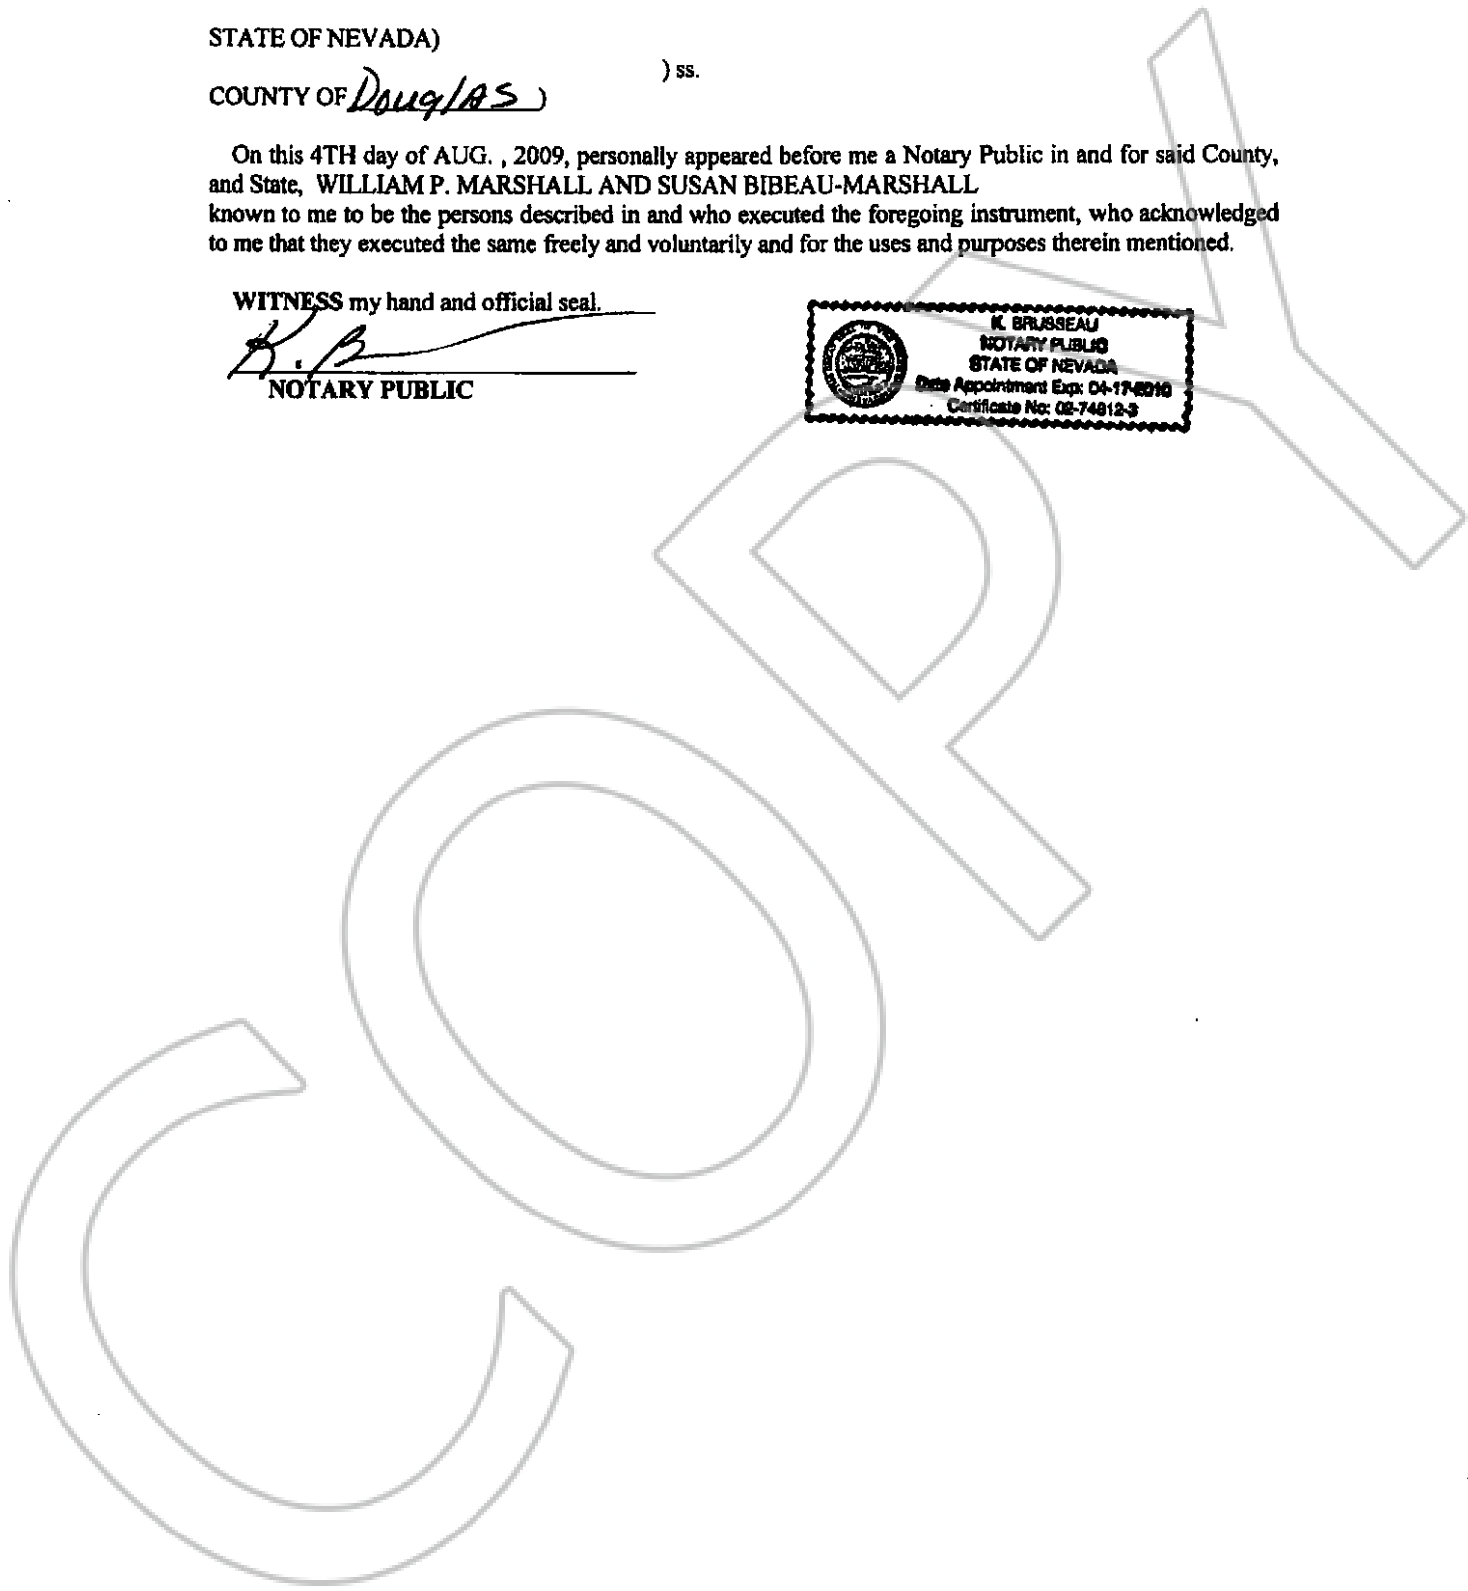 STATE OF NEVADA)
) ss.
COUNTY OF Douglas )
On this 4TH day of AUG. , 2009, personally appeared before me a Notary Public in and for said County,
and State, WILLIAM P. MARSHALL AND SUSAN BIBEAU-MARSHALL
known to me to be the persons described in and who executed the foregoing instrument, who acknowledged
to me that they executed the same freely and voluntarily and for the uses and purposes therein mentioned.
WITNESS my hand and official seal.
K. B
NOTARY PUBLIC
K. BRUSSEAU
NOTARY PUBLIC
STATE OF NEVADA
Date Appointment Exp: 04-17-2010
Certificate No: 02-74812-3
COPY